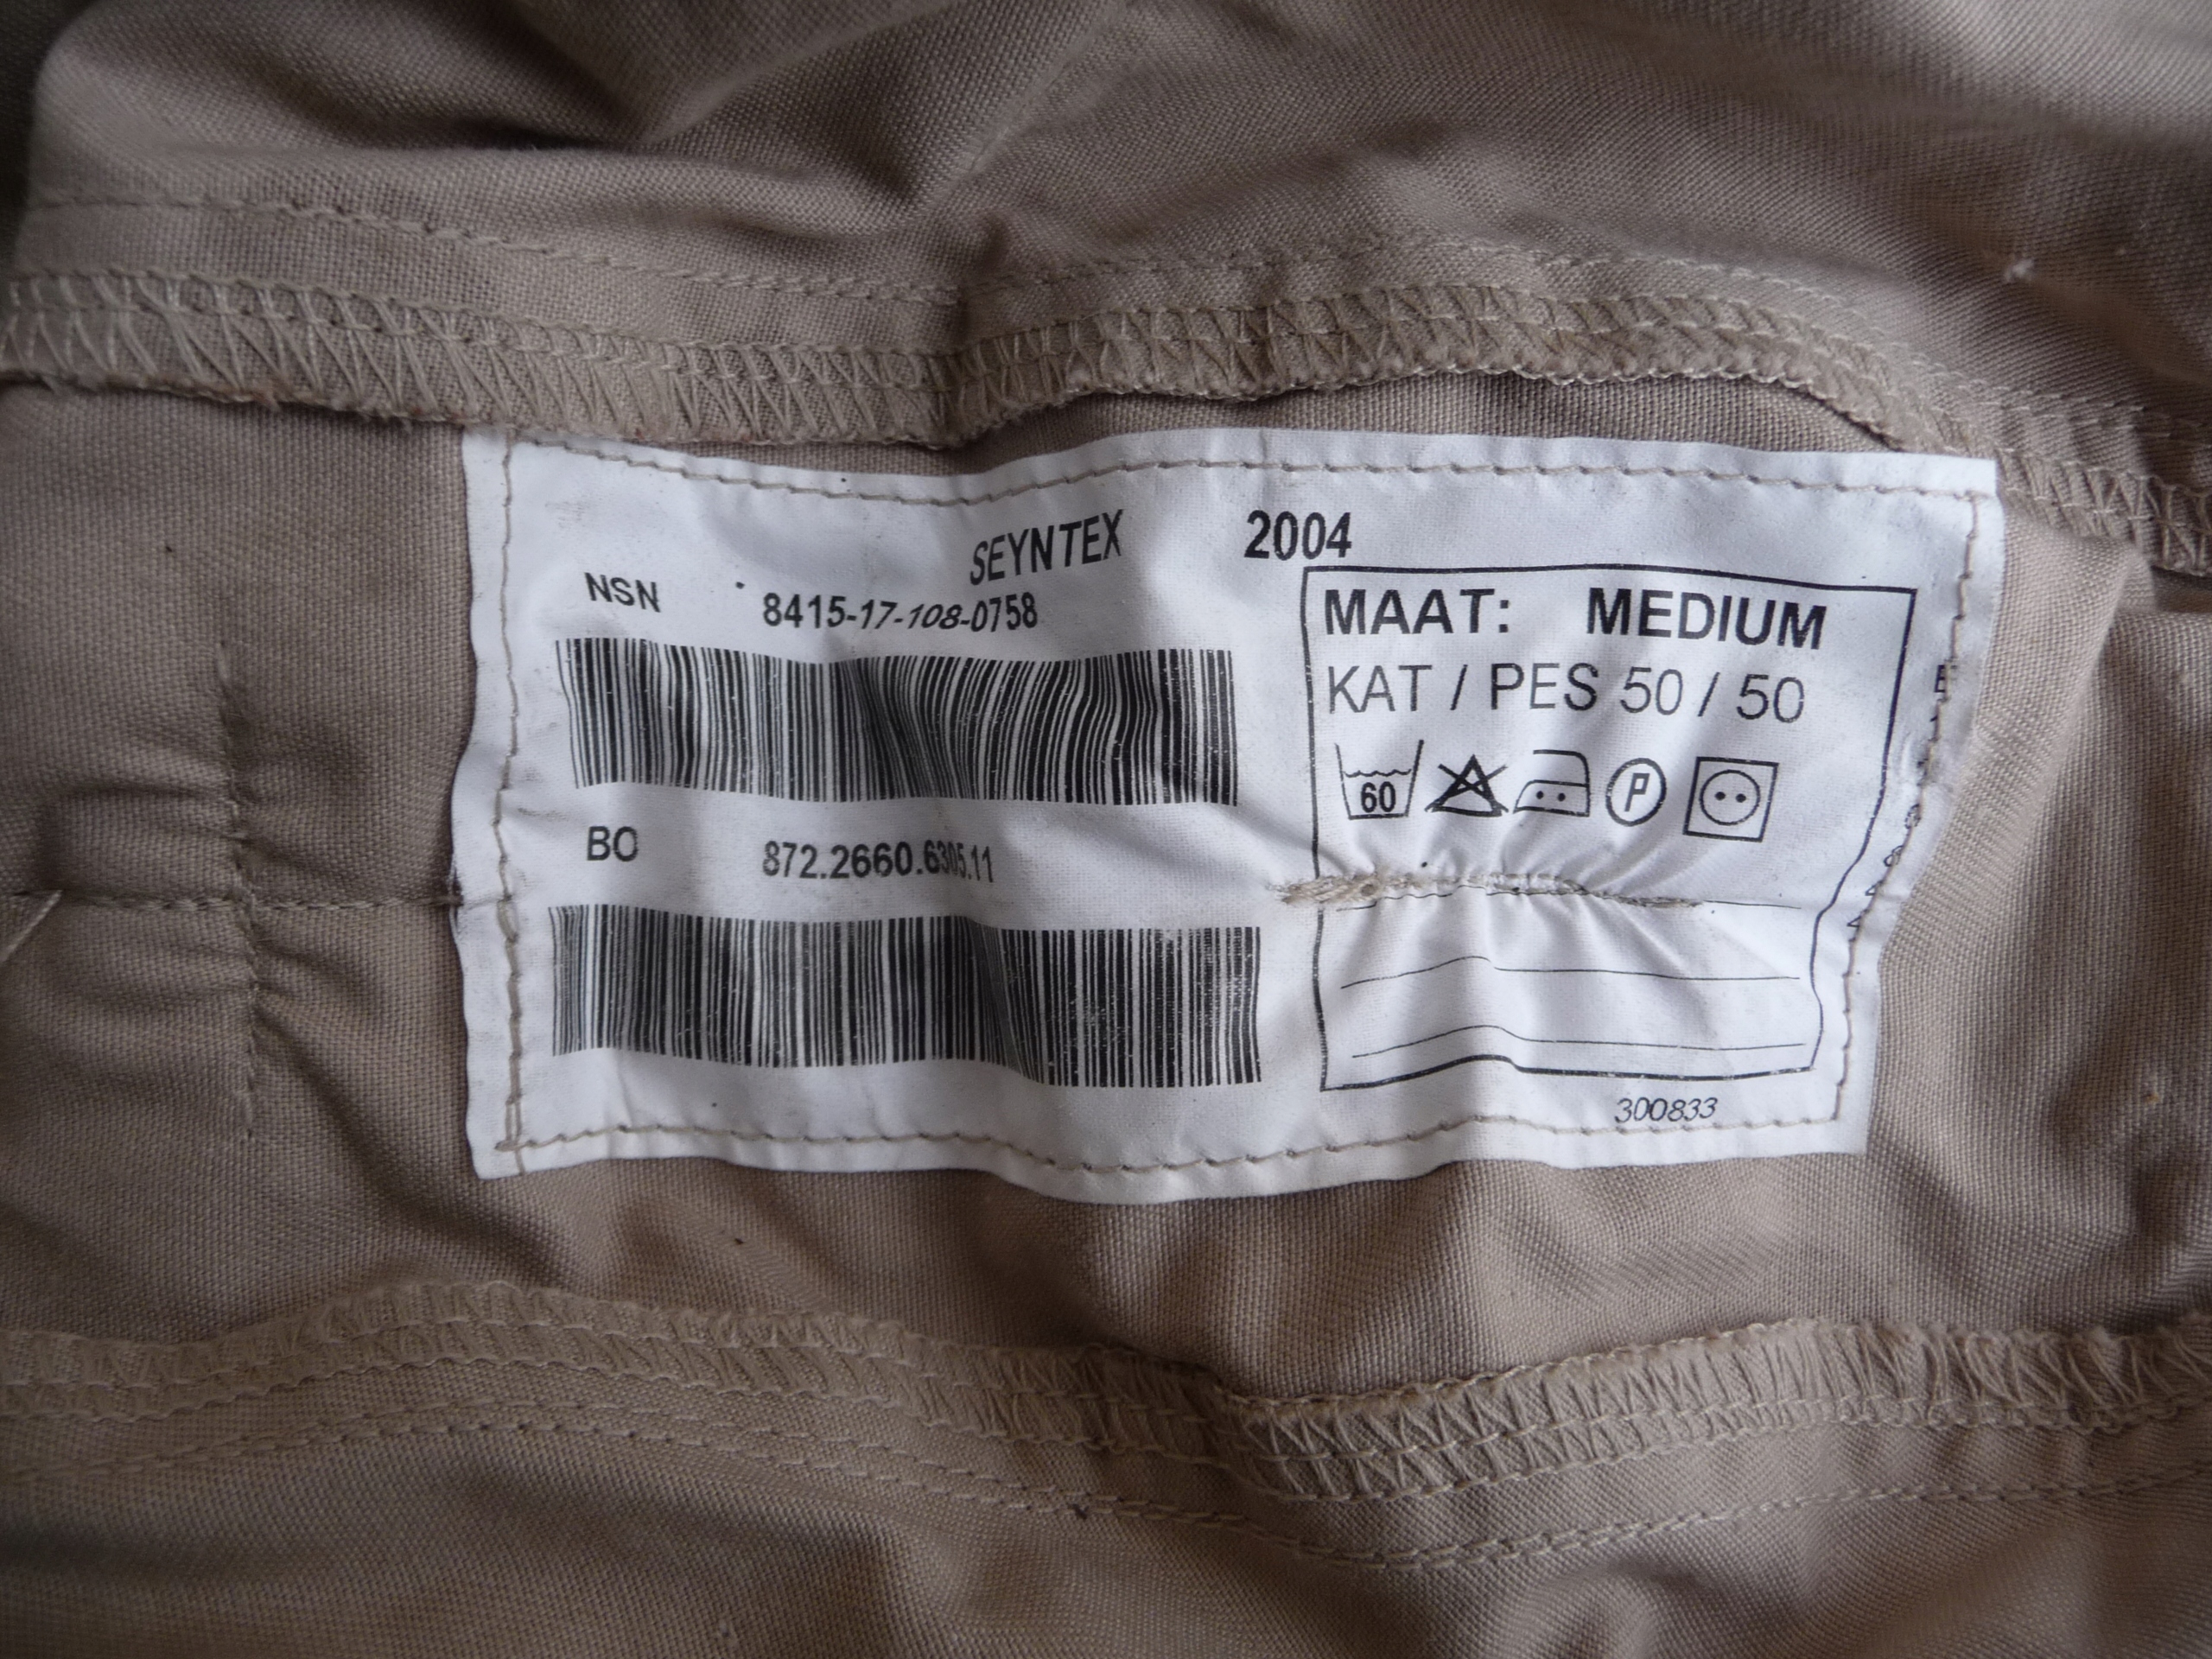 SEYNTEX 2004
NSN 8415-17-108-0758
BO 872.2660.6305.11
MAAT: MEDIUM
KAT / PES 50 / 50
60 P
300833